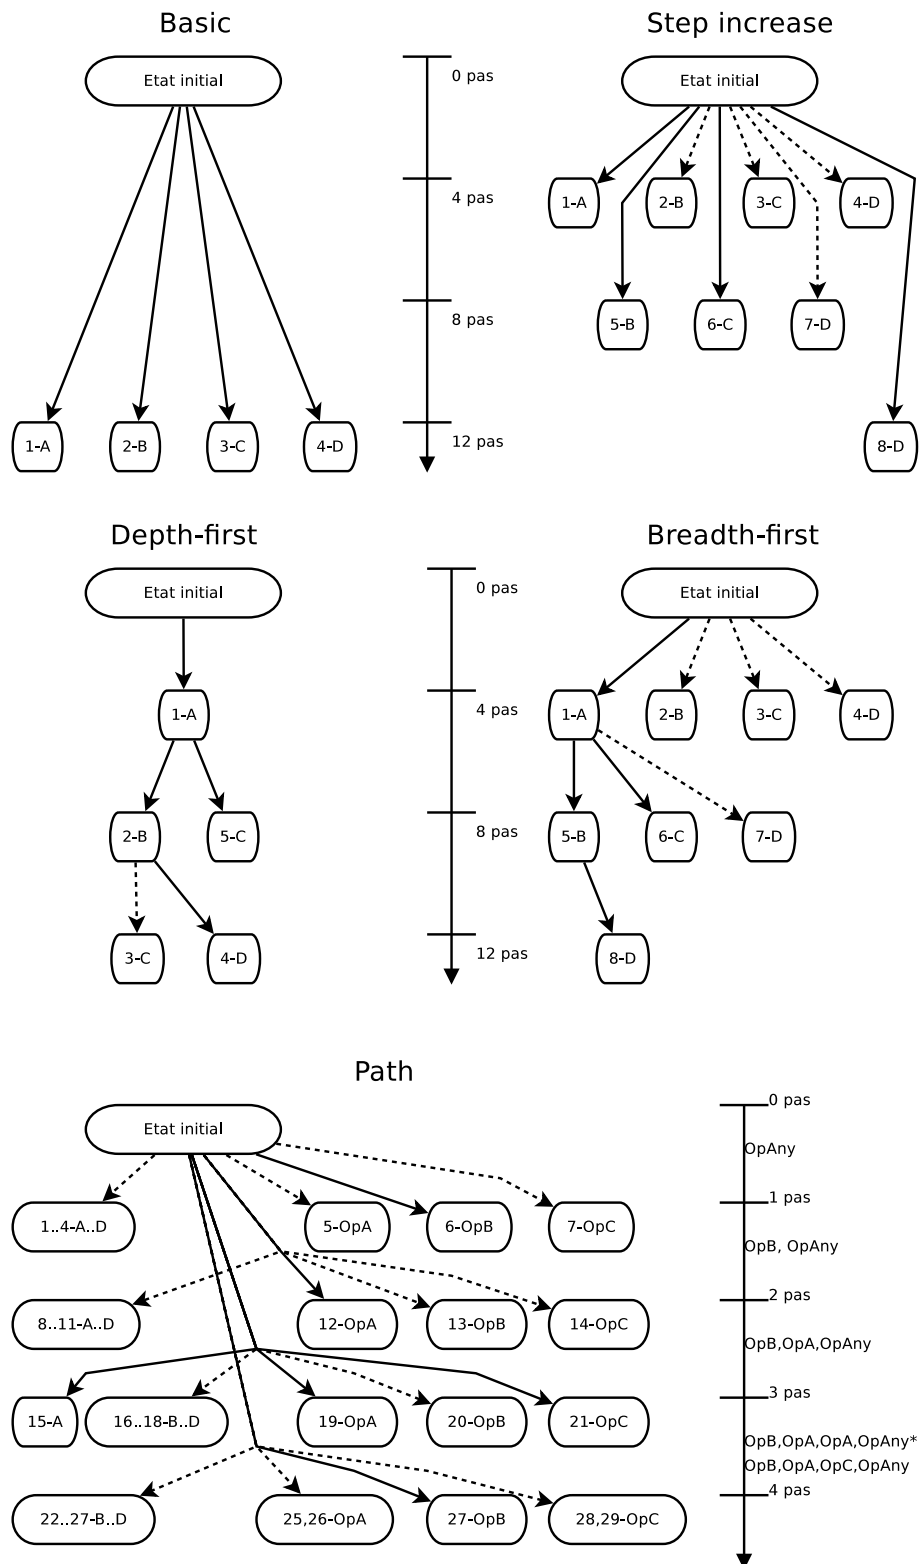 Basic
Step increase
Etat initial
0 pas
Etat initial
4 pas
1-A
2-B
3-C
4-D
8 pas
5-B
6-C
7-D
1-A
2-B
3-C
4-D
12 pas
8-D
Depth-first
Breadth-first
Etat initial
0 pas
Etat initial
1-A
4 pas
1-A
2-B
3-C
4-D
2-B
5-C
8 pas
5-B
6-C
7-D
3-C
4-D
12 pas
8-D
Path
Etat initial
0 pas
OpAny
1..4-A..D
5-OpA
6-OpB
7-OpC
1 pas
OpB, OpAny
8..11-A..D
12-OpA
13-OpB
14-OpC
2 pas
OpB,OpA,OpAny
15-A
16..18-B..D
19-OpA
20-OpB
21-OpC
3 pas
OpB,OpA,OpA,OpAny*
OpB,OpA,OpC,OpAny
22..27-B..D
25,26-OpA
27-OpB
28,29-OpC
4 pas